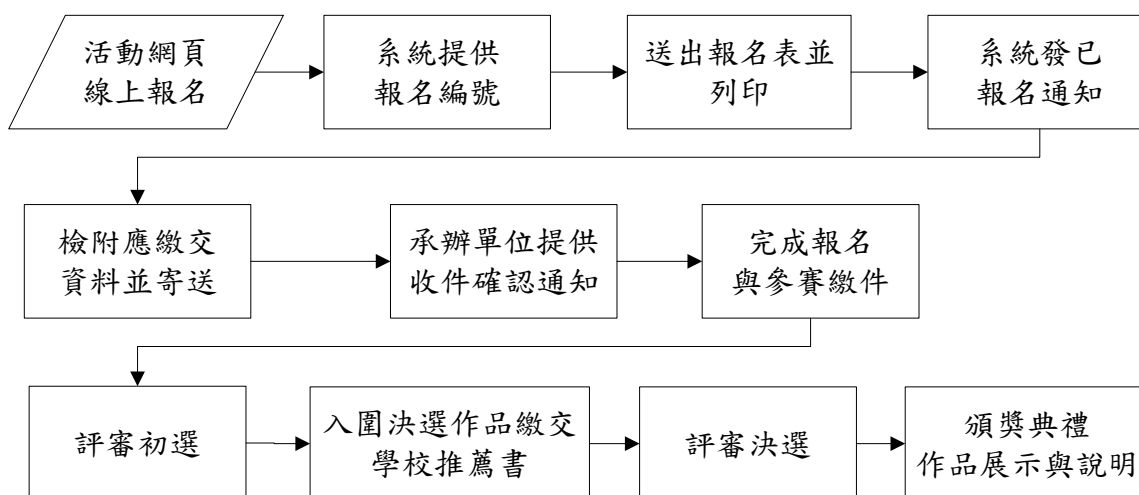 活動網頁
線上報名
系統提供
報名編號
送出報名表並
列印
系統發已
報名通知
檢附應繳交
資料並寄送
承辦單位提供
收件確認通知
完成報名
與參賽繳件
評審初選
入圍決選作品繳交
學校推薦書
評審決選
頒獎典禮
作品展示與說明